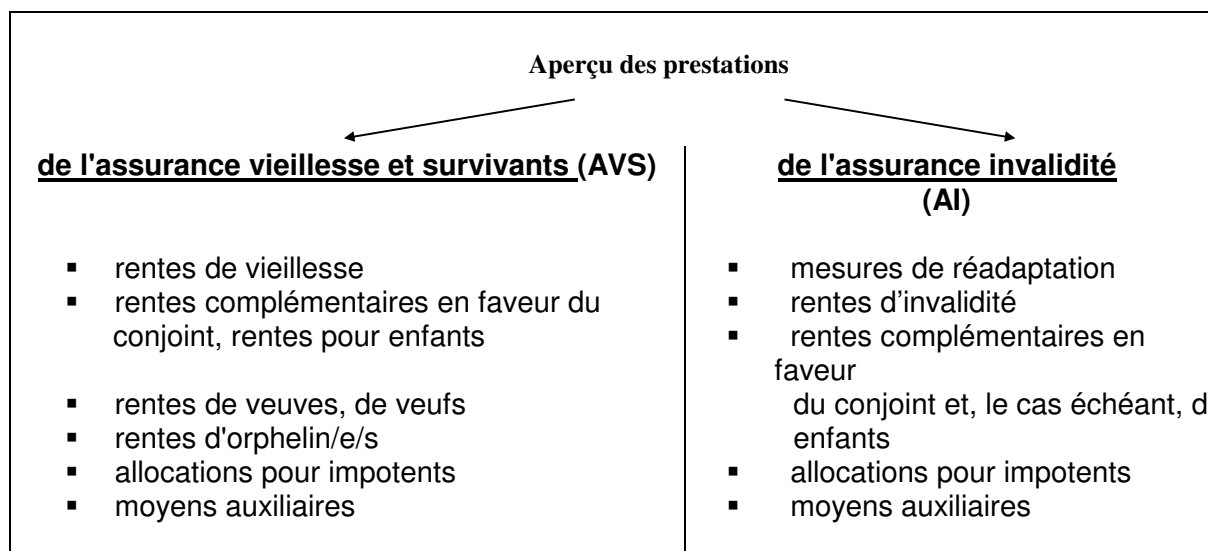 Aperçu des prestations
de l'assurance vieillesse et survivants (AVS)
▪ rentes de vieillesse
▪ rentes complémentaires en faveur du
conjoint, rentes pour enfants
▪ rentes de veuves, de veufs
▪ rentes d'orphelin/e/s
▪ allocations pour impotents
▪ moyens auxiliaires
de l'assurance invalidité
(AI)
▪ mesures de réadaptation
▪ rentes d’invalidité
▪ rentes complémentaires en
faveur
du conjoint et, le cas échéant,
enfants
▪ allocations pour impotents
▪ moyens auxiliaires